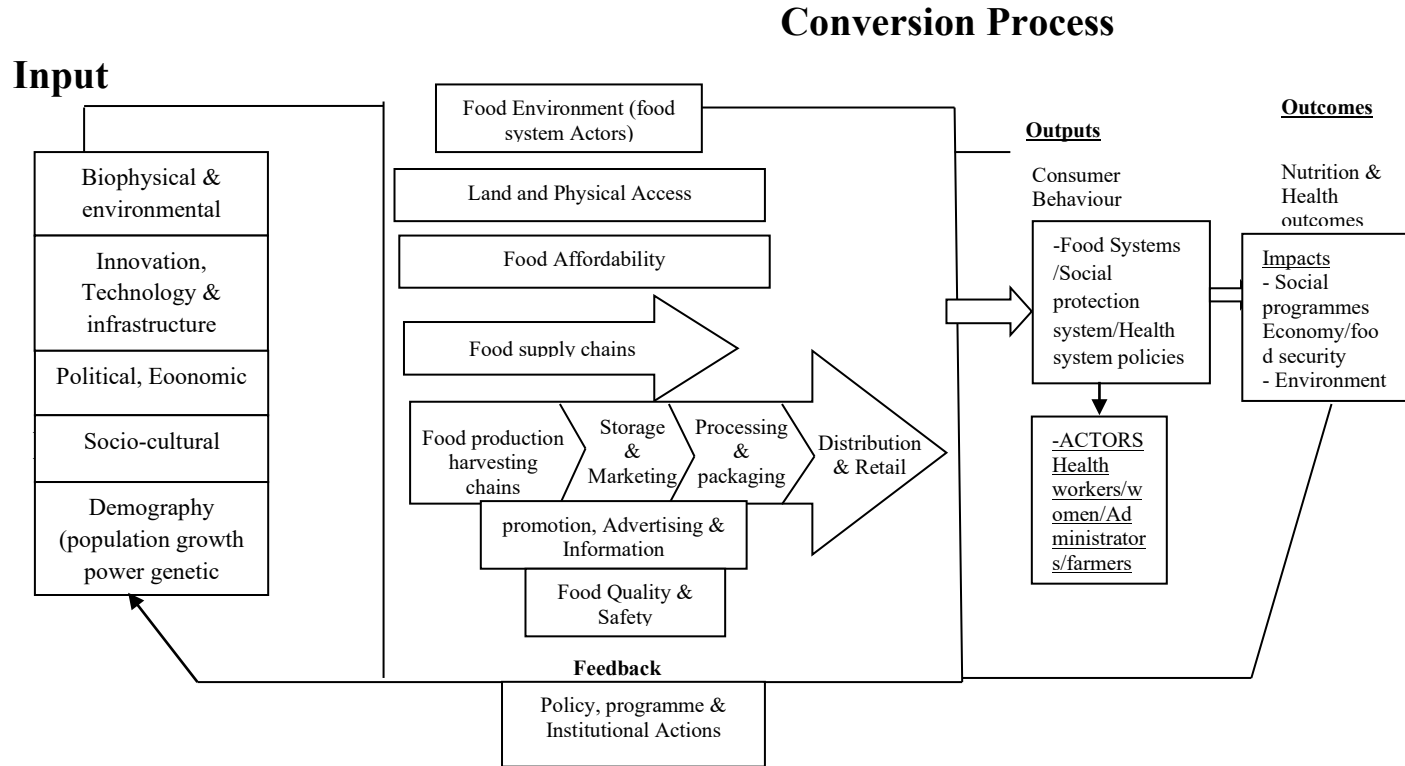 Conversion Process
Input
Food Environment (food
system Actors)
Land and Physical Access
Food Affordability
Food supply chains
Biophysical &
environmental
Innovation,
Technology &
infrastructure
Political, Eoonomic
Socio-cultural
Demography
(population growth
power genetic
Food production
harvesting
chains
Storage
&
Marketing
Processing
&
packaging
Distribution
& Retail
promotion, Advertising &
Information
Food Quality &
Safety
Feedback
Policy, programme &
Institutional Actions
Outputs
Consumer
Behaviour
-Food Systems
/Social
protection
system/Health
system policies
-ACTORS
Health
workers/w
omen/Ad
ministrator
s/farmers
Outcomes
Nutrition &
Health
outcomes
Impacts
- Social
programmes
Economy/foo
d security
- Environment